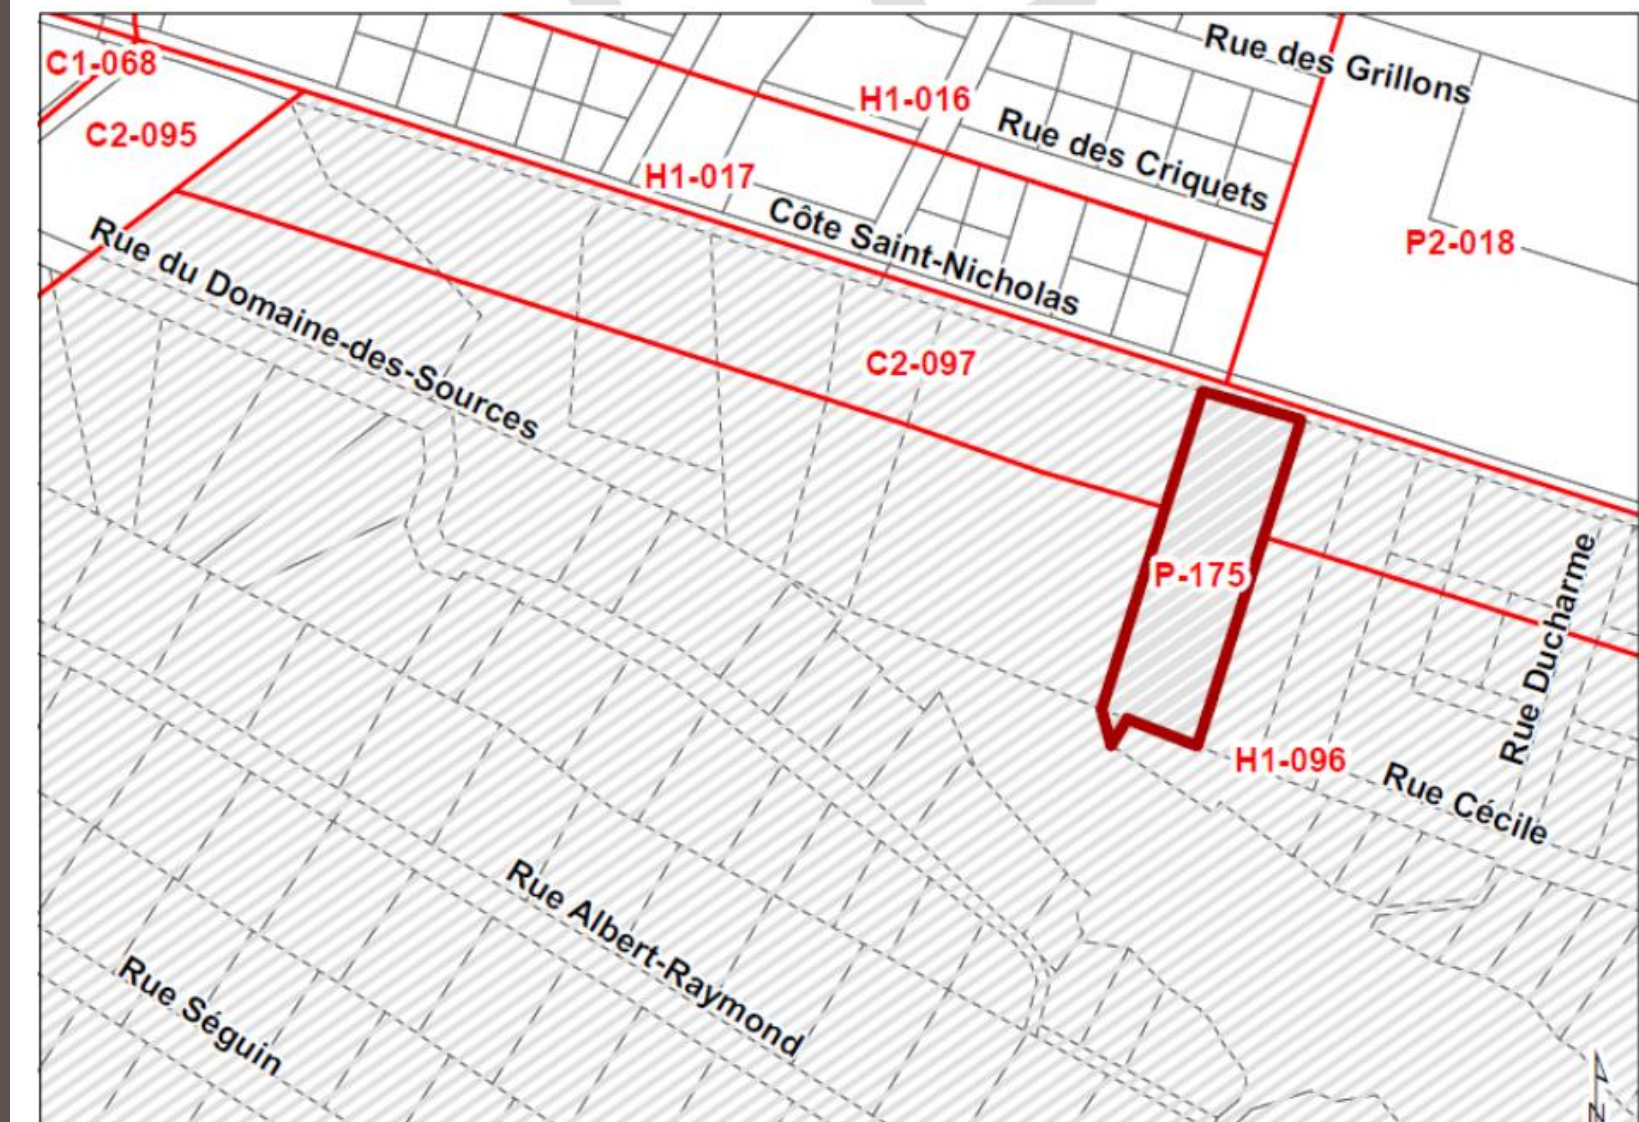 Rue des Grillons
C1-068
H1-016
C2-095
Rue des Criquets
H1-017
Côte Saint-Nicholas
P2-018
Rue du Domaine-des-Sources
C2-097
P-175
Rue Ducharme
H1-096
Rue Cécile
Rue Albert-Raymond
Rue Séguin
N